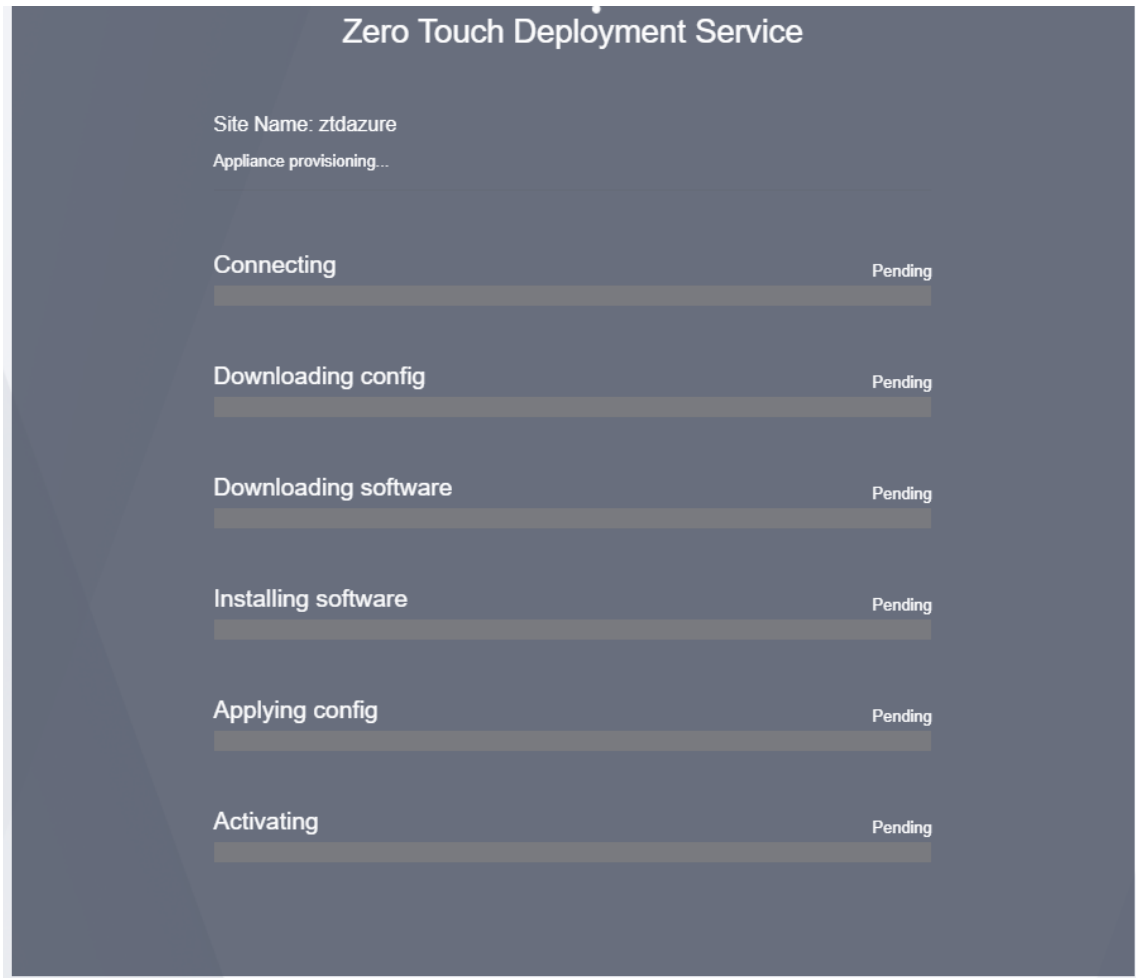 Zero Touch Deployment Service
Site Name: ztdazure
Appliance provisioning...
Connecting
Pending
Downloading config
Pending
Downloading software
Pending
Installing software
Pending
Applying config
Pending
Activating
Pending